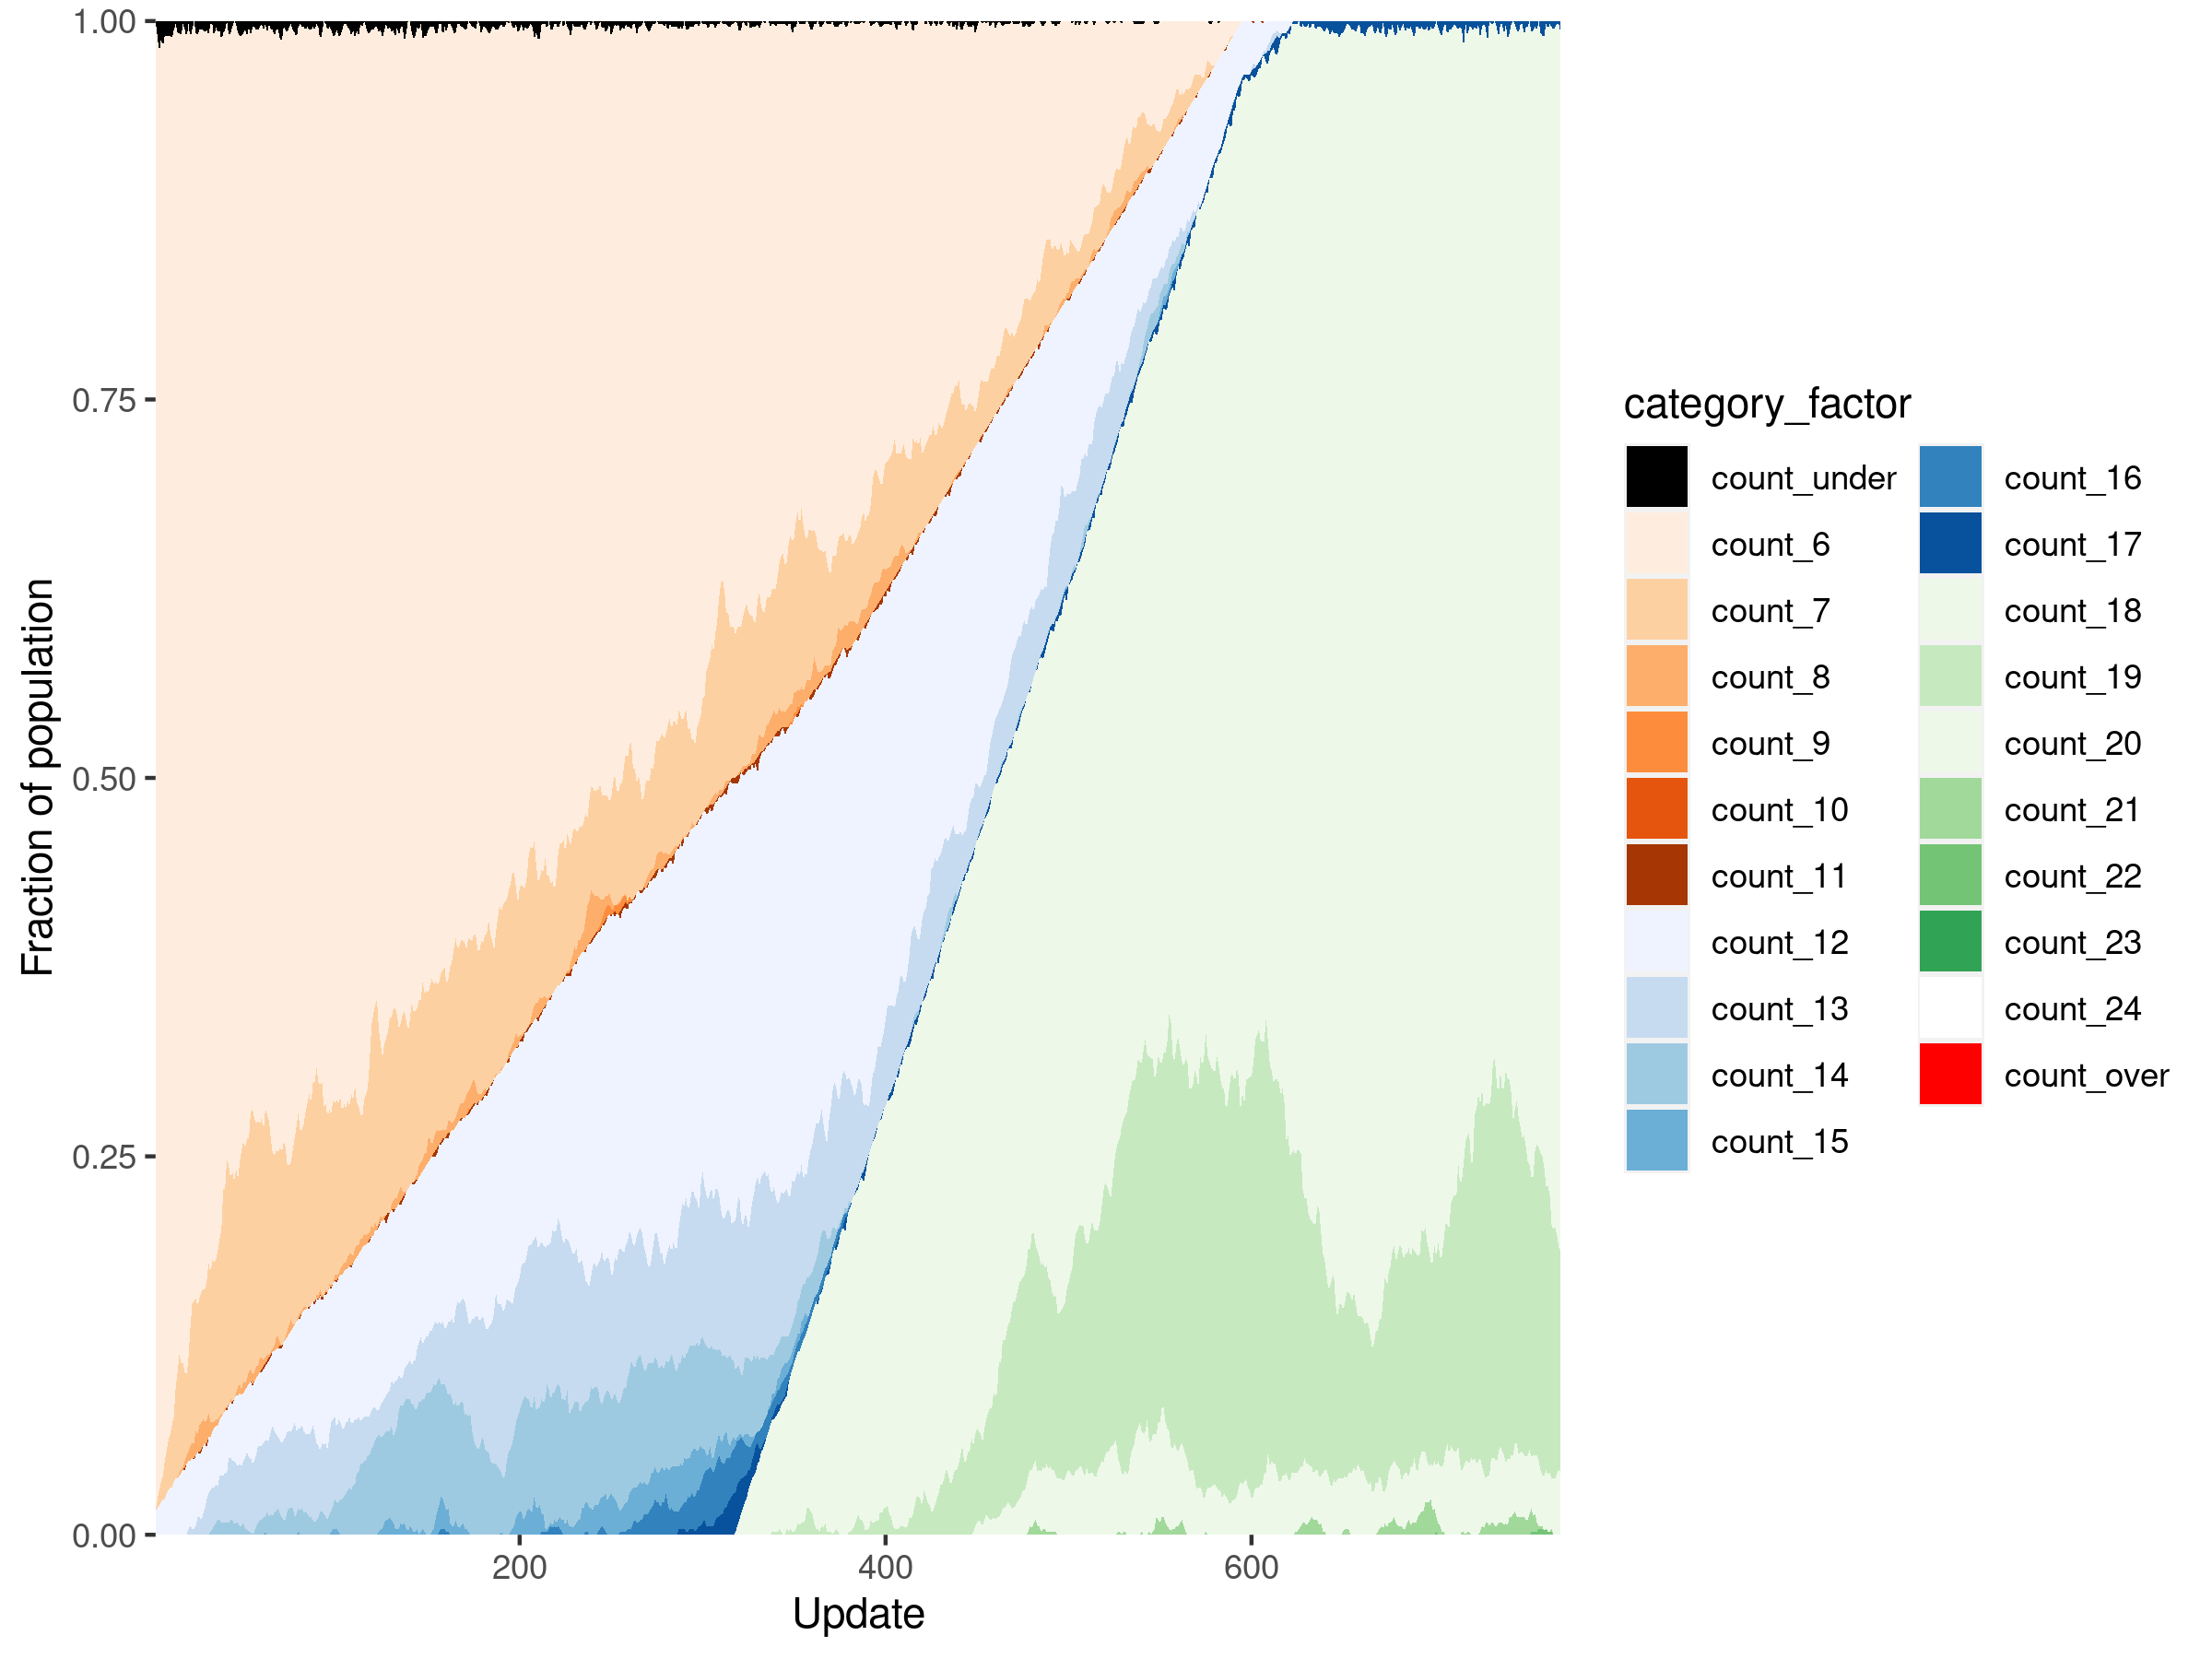 1.00
0.75
0.50
0.25
0.00
Fraction of population
200
400
600
Update
category_factor
count_under
count_6
count_7
count_8
count_9
count_10
count_11
count_12
count_13
count_14
count_15
count_16
count_17
count_18
count_19
count_20
count_21
count_22
count_23
count_24
count_over